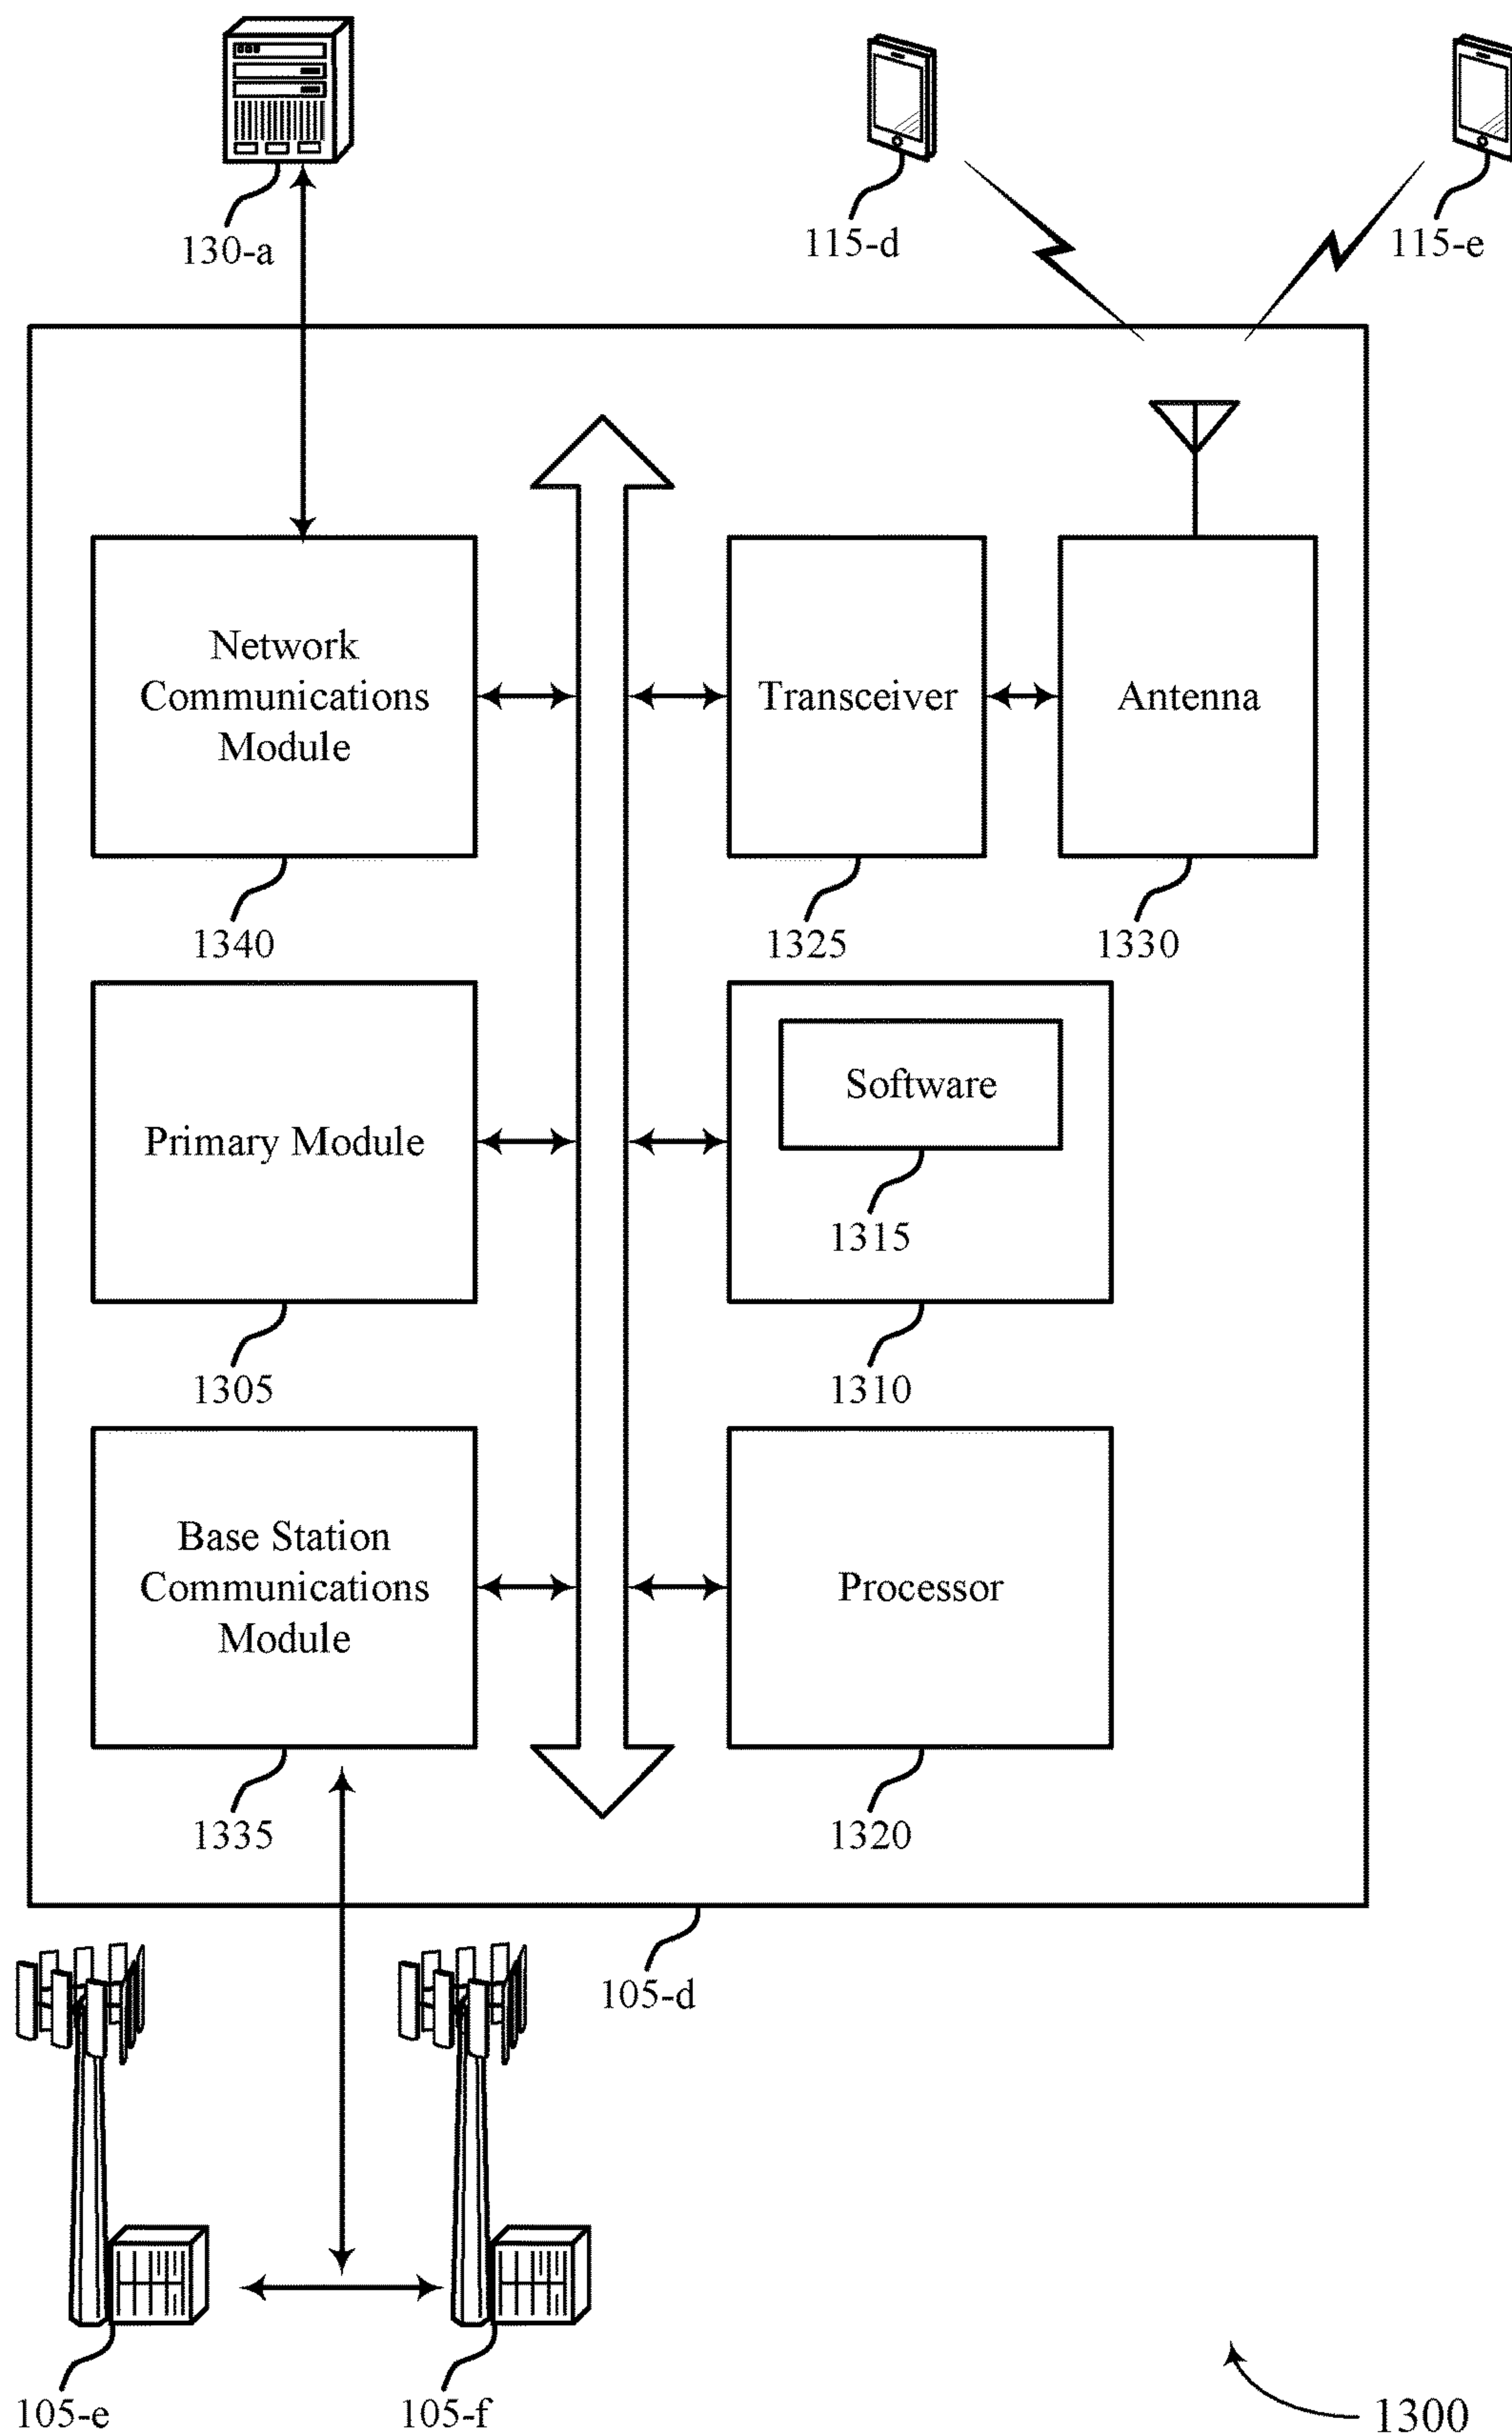 130-a
115-d
115-e
Network
Communications
Module
Transceiver
Antenna
1340
1325
1330
Primary Module
Software
1315
1305
1310
Base Station
Communications
Module
Processor
1335
1320
105-d
105-e
105-f
1300